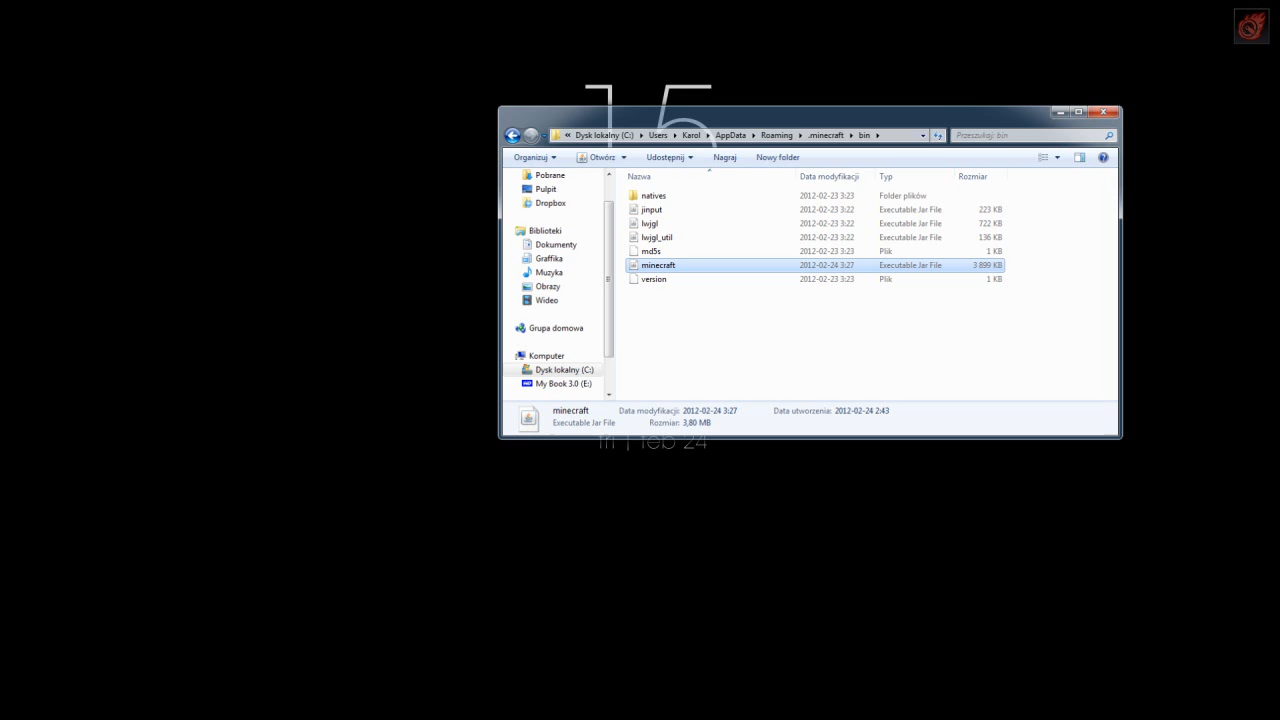 15
« Dysk lokalny (C:) Users Karol AppData Roaming .minecraft bin Przeszukaj: bin
Organizuj Otwórz Udostępnij Nagraj Nowy folder
Pobrane
Pulpit
Dropbox
Biblioteki
Dokumenty
Grafika
Muzyka
Obrazy
Wideo
Grupa domowa
Komputer
Dysk lokalny (C:)
My Book 3.0 (E:)
Nazwa Data modyfikacji Typ Rozmiar
natives 2012-02-23 3:23 Folder plików
jinput 2012-02-23 3:22 Executable Jar File 223 KB
lwjgl 2012-02-23 3:22 Executable Jar File 722 KB
lwjgl_util 2012-02-23 3:22 Executable Jar File 136 KB
md5s 2012-02-23 3:23 Plik 1 KB
minecraft 2012-02-24 3:27 Executable Jar File 3 899 KB
version 2012-02-23 3:23 Plik 1 KB
minecraft Data modyfikacji: 2012-02-24 3:27 Data utworzenia: 2012-02-24 2:43
Executable Jar File Rozmiar: 3,80 MB
fri | feb 24